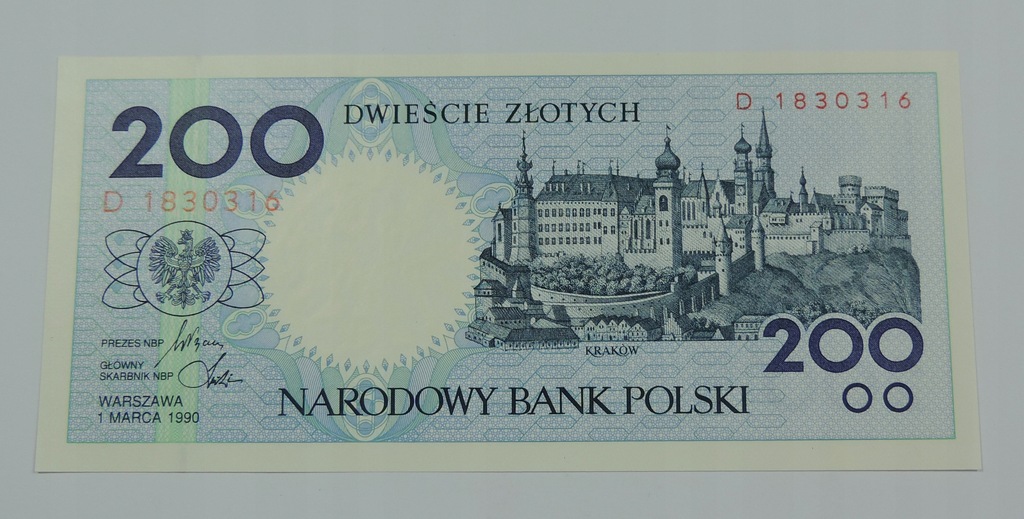 200
DWIEŚCIE ZŁOTYCH
D 1830316
D 1830316
PREZES NBP
GŁÓWNY
SKARBNIK NBP
WARSZAWA
1 MARCA 1990
KRAKÓW
NARODOWY BANK POLSKI
200